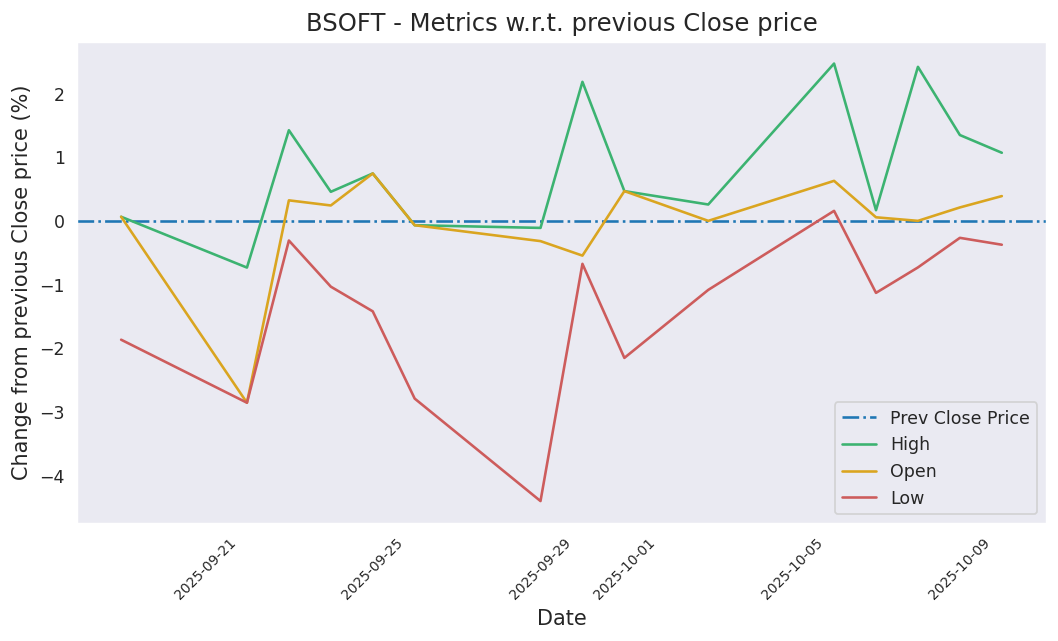 BSOFT - Metrics w.r.t. previous Close price
Change from previous Close price (%)
2
1
0
−1
−2
−3
−4
Prev Close Price
High
Open
Low
2025-09-21
2025-09-25
2025-09-29
2025-10-01
2025-10-05
2025-10-09
Date